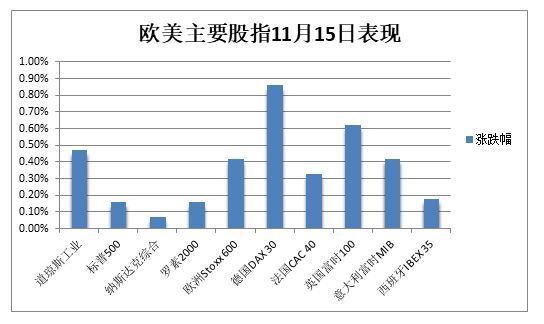 欧美主要股指11月15日表现
1.00%
0.90%
0.80%
0.70%
0.60%
0.50%
0.40%
0.30%
0.20%
0.10%
0.00%
涨跌幅
道琼斯工业
标普500
纳斯达克综合
罗素2000
欧洲Stoxx 600
德国DAX 30
法国CAC 40
英国富时100
意大利富时MIB
西班牙IBEX 35